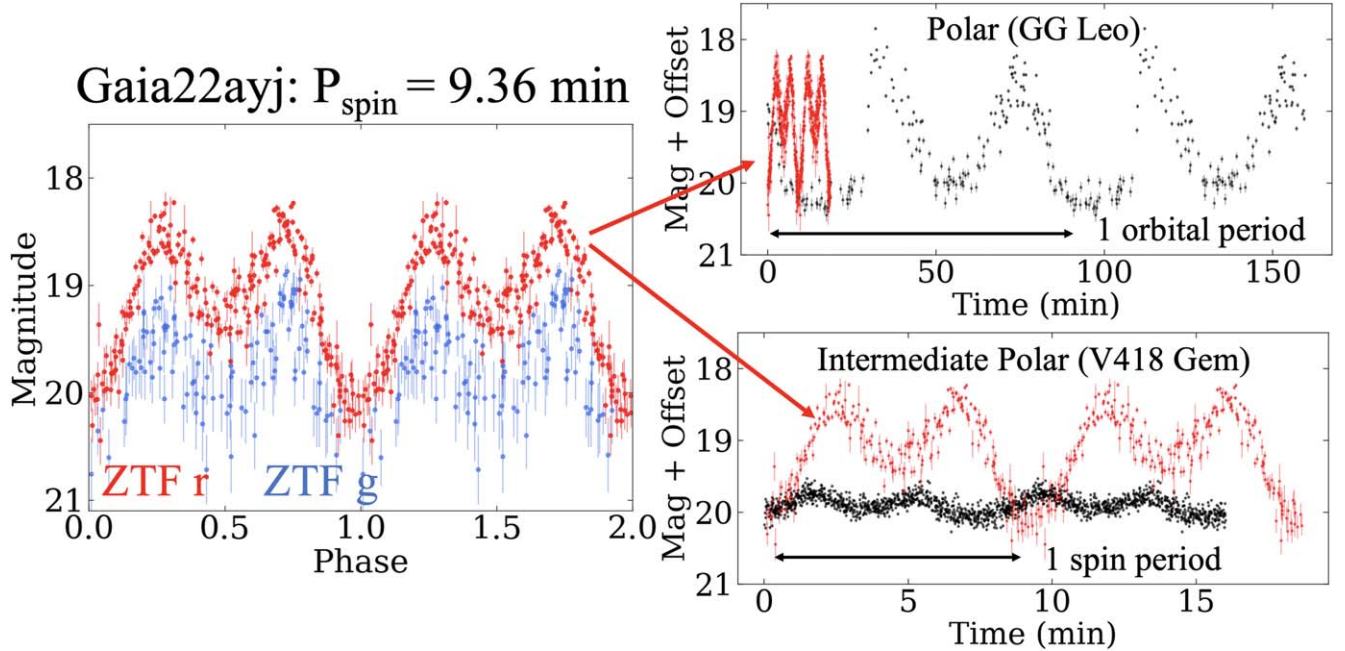 Gaia22ayj: P_spin = 9.36 min
Magnitude
18
19
20
21
ZTF r
ZTF g
0.0 0.5 1.0 1.5 2.0
Phase
Polar (GG Leo)
Mag + Offset
18
19
20
21
1 orbital period
0 50 100 150
Time (min)
Intermediate Polar (V418 Gem)
Mag + Offset
18
19
20
21
1 spin period
0 5 10 15
Time (min)